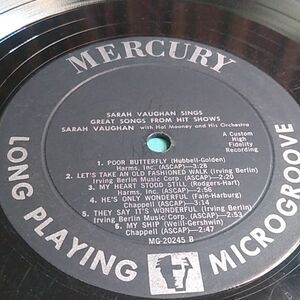 MERCURY
SARAH VAUGHAN SINGS
GREAT SONGS FROM HIT SHOWS
SARAH VAUGHAN with Hal Mooney and His Orchestra
A Custom
High
Fidelity
Recording
1. POOR BUTTERFLY (Hubbell-Golden)
Harms, Inc. (ASCAP)—3:28
2. LET'S TAKE AN OLD FASHIONED WALK (Irving Berlin)
Irving Berlin Music Corp. (ASCAP)—2:20
3. MY HEART STOOD STILL (Rodgers-Hart)
Harms, Inc. (ASCAP)—2:56
4. HE'S ONLY WONDERFUL (Fain-Harburg)
Chappell (ASCAP)—3:14
5. THEY SAY IT'S WONDERFUL (Irving Berlin)
Irving Berlin Music Corp. (ASCAP)—2:53
6. MY SHIP (Weill-Gershwin)
Chappell (ASCAP)—2:47
MG-20245 B
LONG PLAYING
MICROGROOVE